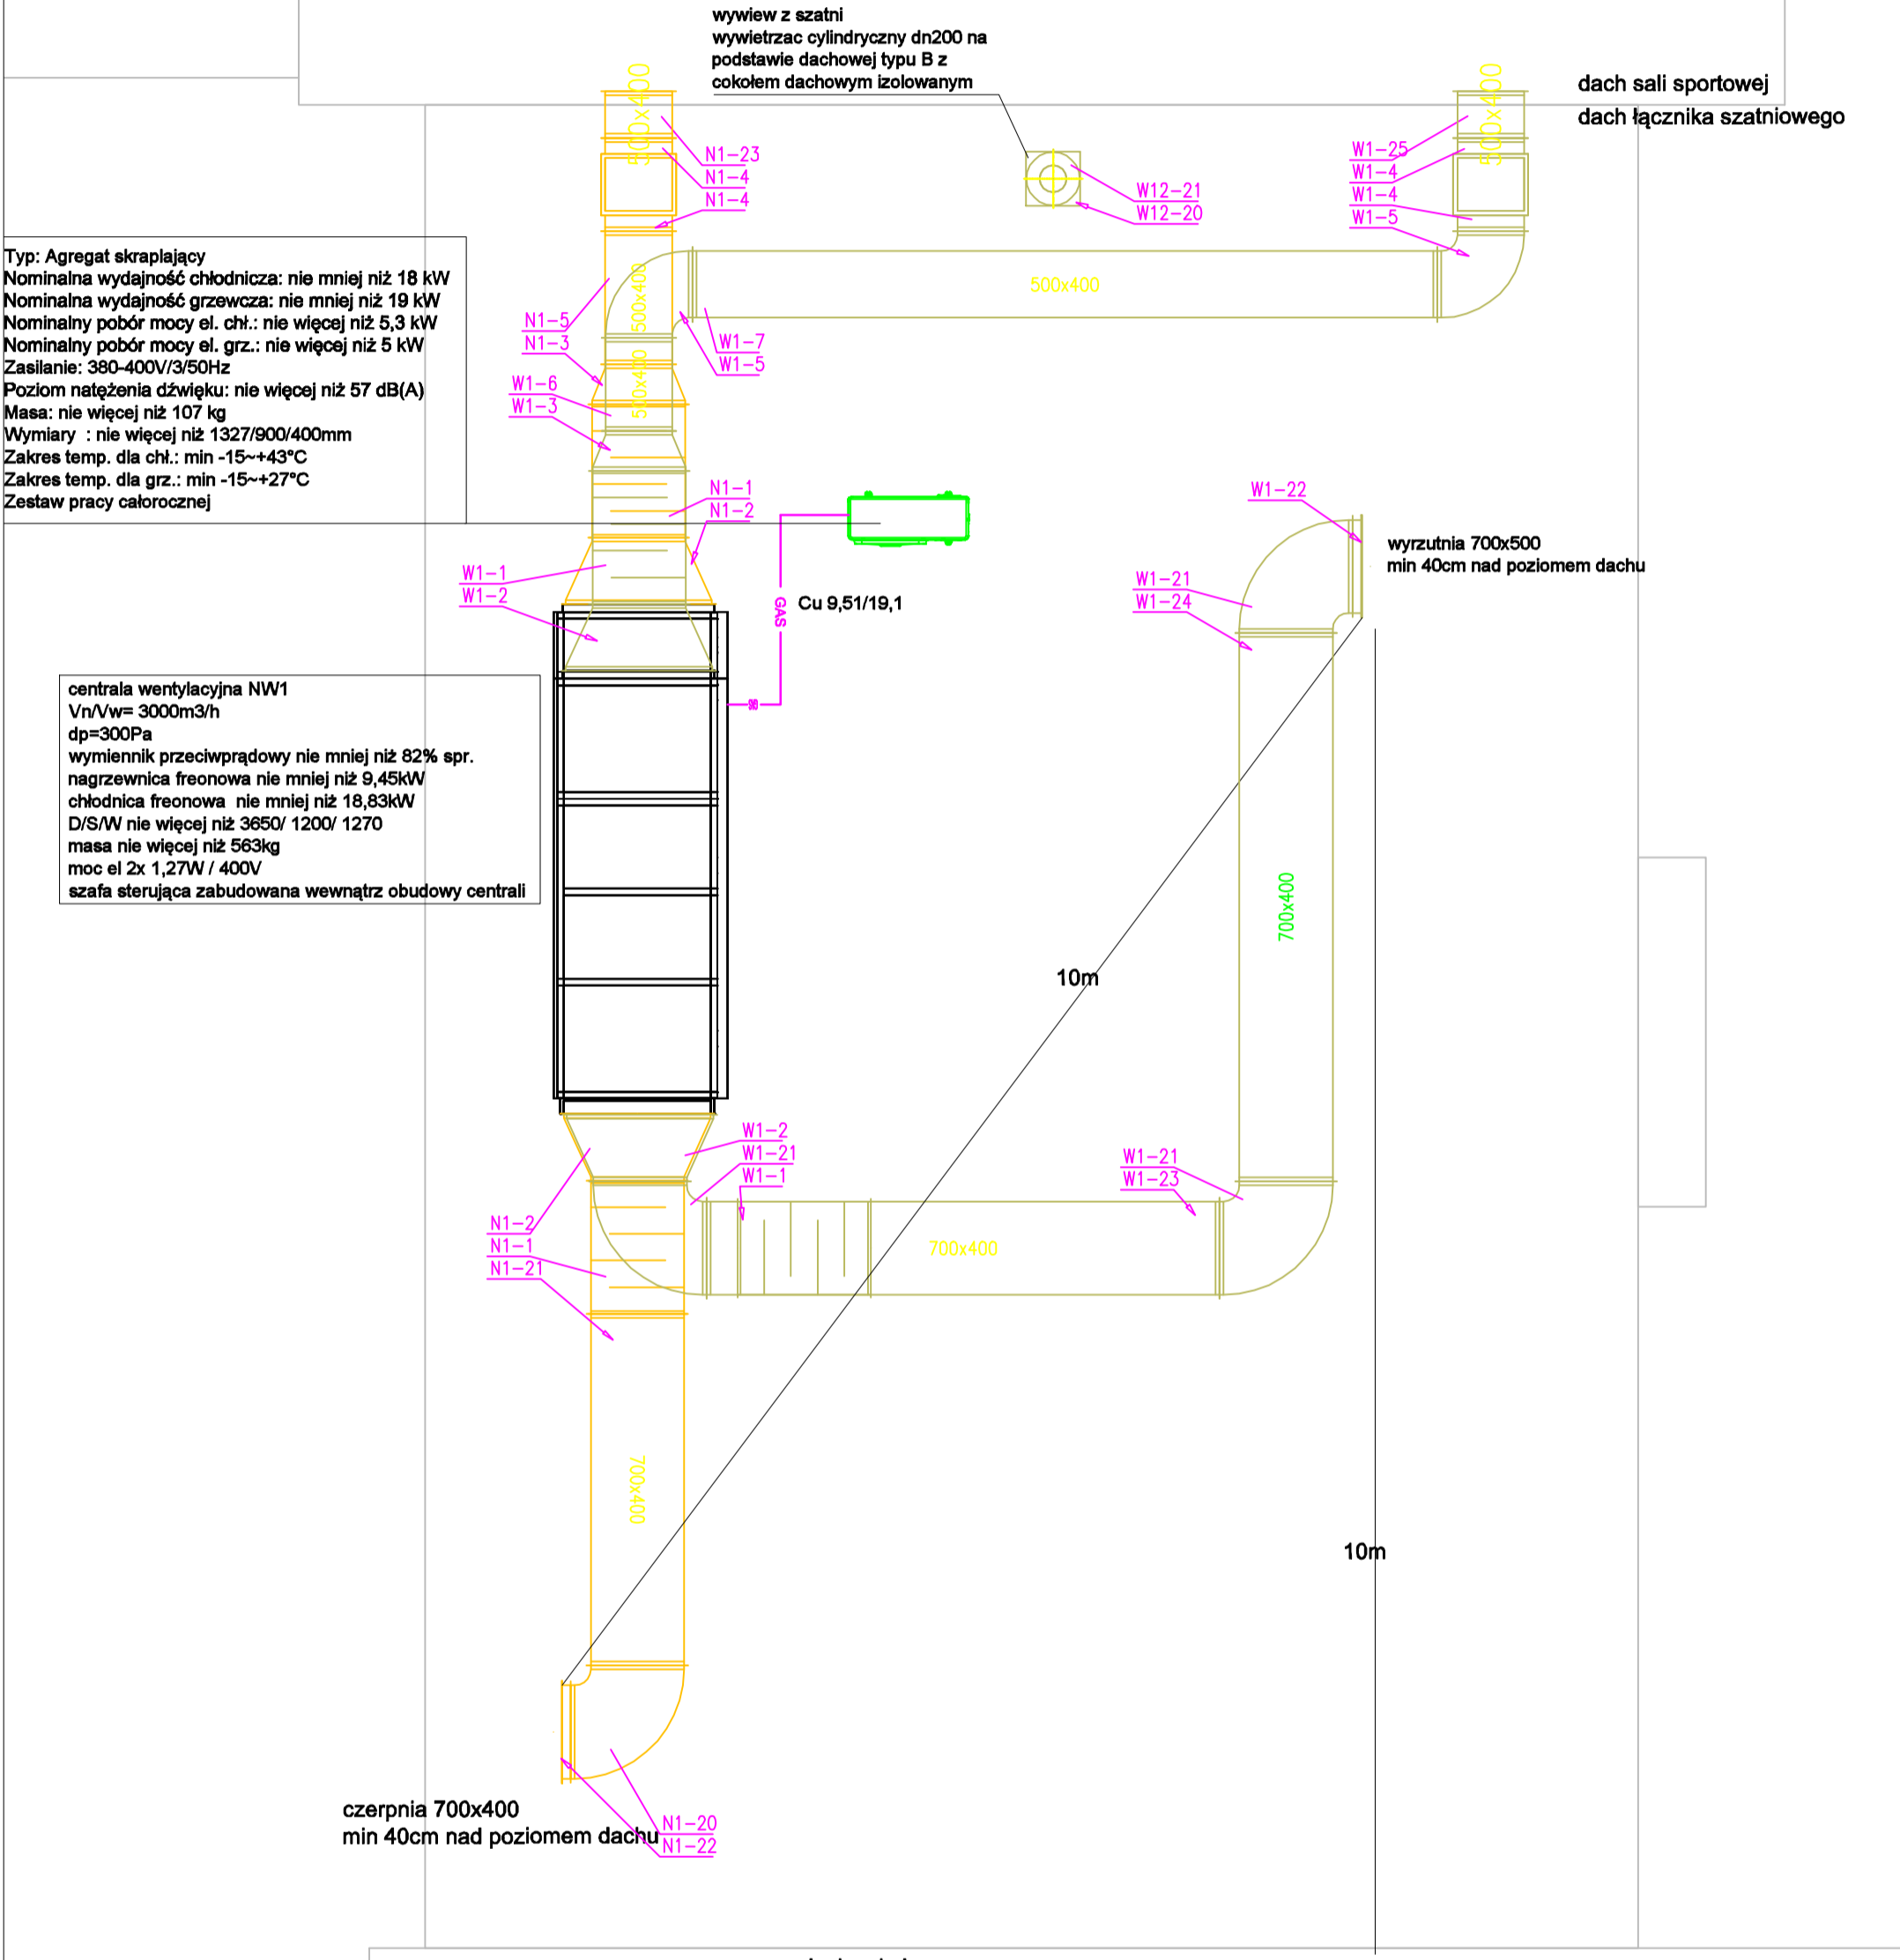 wywiew z szatni
wywietrzac cylindryczny dn200 na
podstawie dachowej typu B z
cokołem dachowym izolowanym
500x400
500x400
dach sali sportowej
dach łącznika szatniowego
N1-23
N1-4
N1-4
W12-21
W12-20
W1-25
W1-4
W1-4
W1-5
Typ: Agregat skraplający
Nominalna wydajność chłodnicza: nie mniej niż 18 kW
Nominalna wydajność grzewcza: nie mniej niż 19 kW
Nominalny pobór mocy el. chł.: nie więcej niż 5,3 kW
Nominalny pobór mocy el. grz.: nie więcej niż 5 kW
Zasilanie: 380-400V/3/50Hz
Poziom natężenia dźwięku: nie więcej niż 57 dB(A)
Masa: nie więcej niż 107 kg
Wymiary : nie więcej niż 1327/900/400mm
Zakres temp. dla chł.: min -15~+43°C
Zakres temp. dla grz.: min -15~+27°C
Zestaw pracy całorocznej
500x400
500x400
500x400
N1-5
N1-3
W1-7
W1-5
W1-6
W1-3
N1-1
N1-2
W1-1
W1-2
GAS
Cu 9,51/19,1
W1-22
wyrzutnia 700x500
min 40cm nad poziomem dachu
W1-21
W1-24
centrala wentylacyjna NW1
Vn/Vw= 3000m3/h
dp=300Pa
wymiennik przeciwprądowy nie mniej niż 82% spr.
nagrzewnica freonowa nie mniej niż 9,45kW
chłodnica freonowa nie mniej niż 18,83kW
D/S/W nie więcej niż 3650/ 1200/ 1270
masa nie więcej niż 563kg
moc el 2x 1,27W / 400V
szafa sterująca zabudowana wewnątrz obudowy centrali
700x400
10m
W1-2
W1-21
W1-1
W1-21
W1-23
N1-2
N1-1
N1-21
700x400
700x400
10m
czerpnia 700x400
min 40cm nad poziomem dachu
N1-20
N1-22